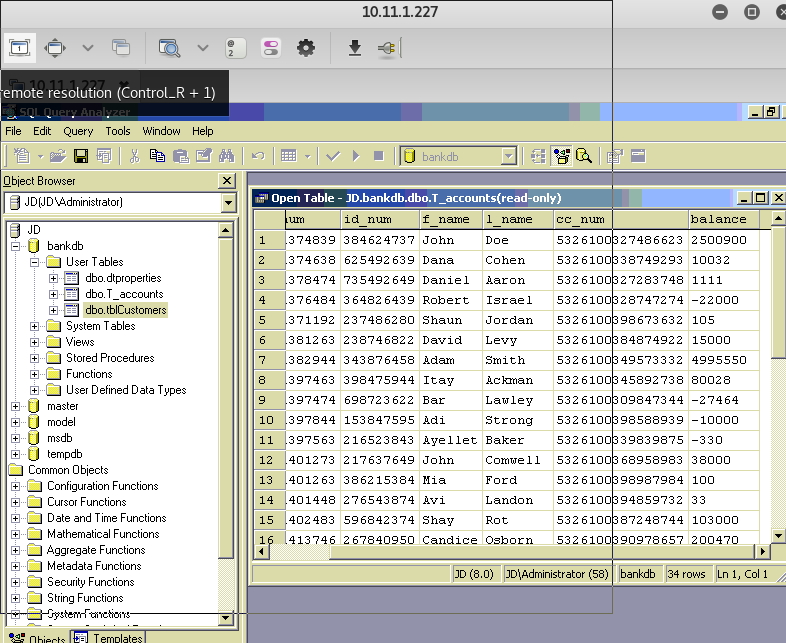 10.11.1.227
10.11.1.227
remote resolution (Control_R + 1)
SQL Query Analyzer
File Edit Query Tools Window Help
bankdb
Object Browser
JD(JD\Administrator)
JD
bankdb
User Tables
dbo.dtproperties
dbo.T_accounts
dbo.tblCustomers
System Tables
Views
Stored Procedures
Functions
User Defined Data Types
master
model
msdb
tempdb
Common Objects
Configuration Functions
Cursor Functions
Date and Time Functions
Mathematical Functions
Aggregate Functions
Metadata Functions
Security Functions
String Functions
System Functions
Objects Templates
Open Table - JD.bankdb.dbo.T_accounts(read-only)
num id_num f_name l_name cc_num balance
1 .374839 384624737 John Doe 5326100327486623 2500900
2 .374638 625492639 Dana Cohen 5326100338749293 10032
3 .378474 735492649 Daniel Aaron 5326100327283748 1111
4 .376484 364826439 Robert Israel 5326100328747274 -22000
5 .371192 237486280 Shaun Jordan 5326100398673632 105
6 .381263 238746822 David Levy 5326100384874922 15000
7 .382944 343876458 Adam Smith 5326100349573332 4995550
8 .397463 398475944 Itay Ackman 5326100345892738 80028
9 .397474 698723622 Bar Lawley 5326100309847344 -27464
10 .397844 153847595 Adi Strong 5326100398588939 -10000
11 .397563 216523843 Ayellet Baker 5326100339839875 -330
12 .401273 217637649 John Comwell 5326100368958983 38000
13 .401263 386215384 Mia Ford 5326100398987984 100
14 .401448 276543874 Avi Landon 5326100394859732 33
15 .402483 596842374 Shay Rot 5326100387248744 103000
16 .413746 267840950 Candice Osborn 5326100390978657 200470
JD (8.0) JD\Administrator (58) bankdb 34 rows Ln 1, Col 1